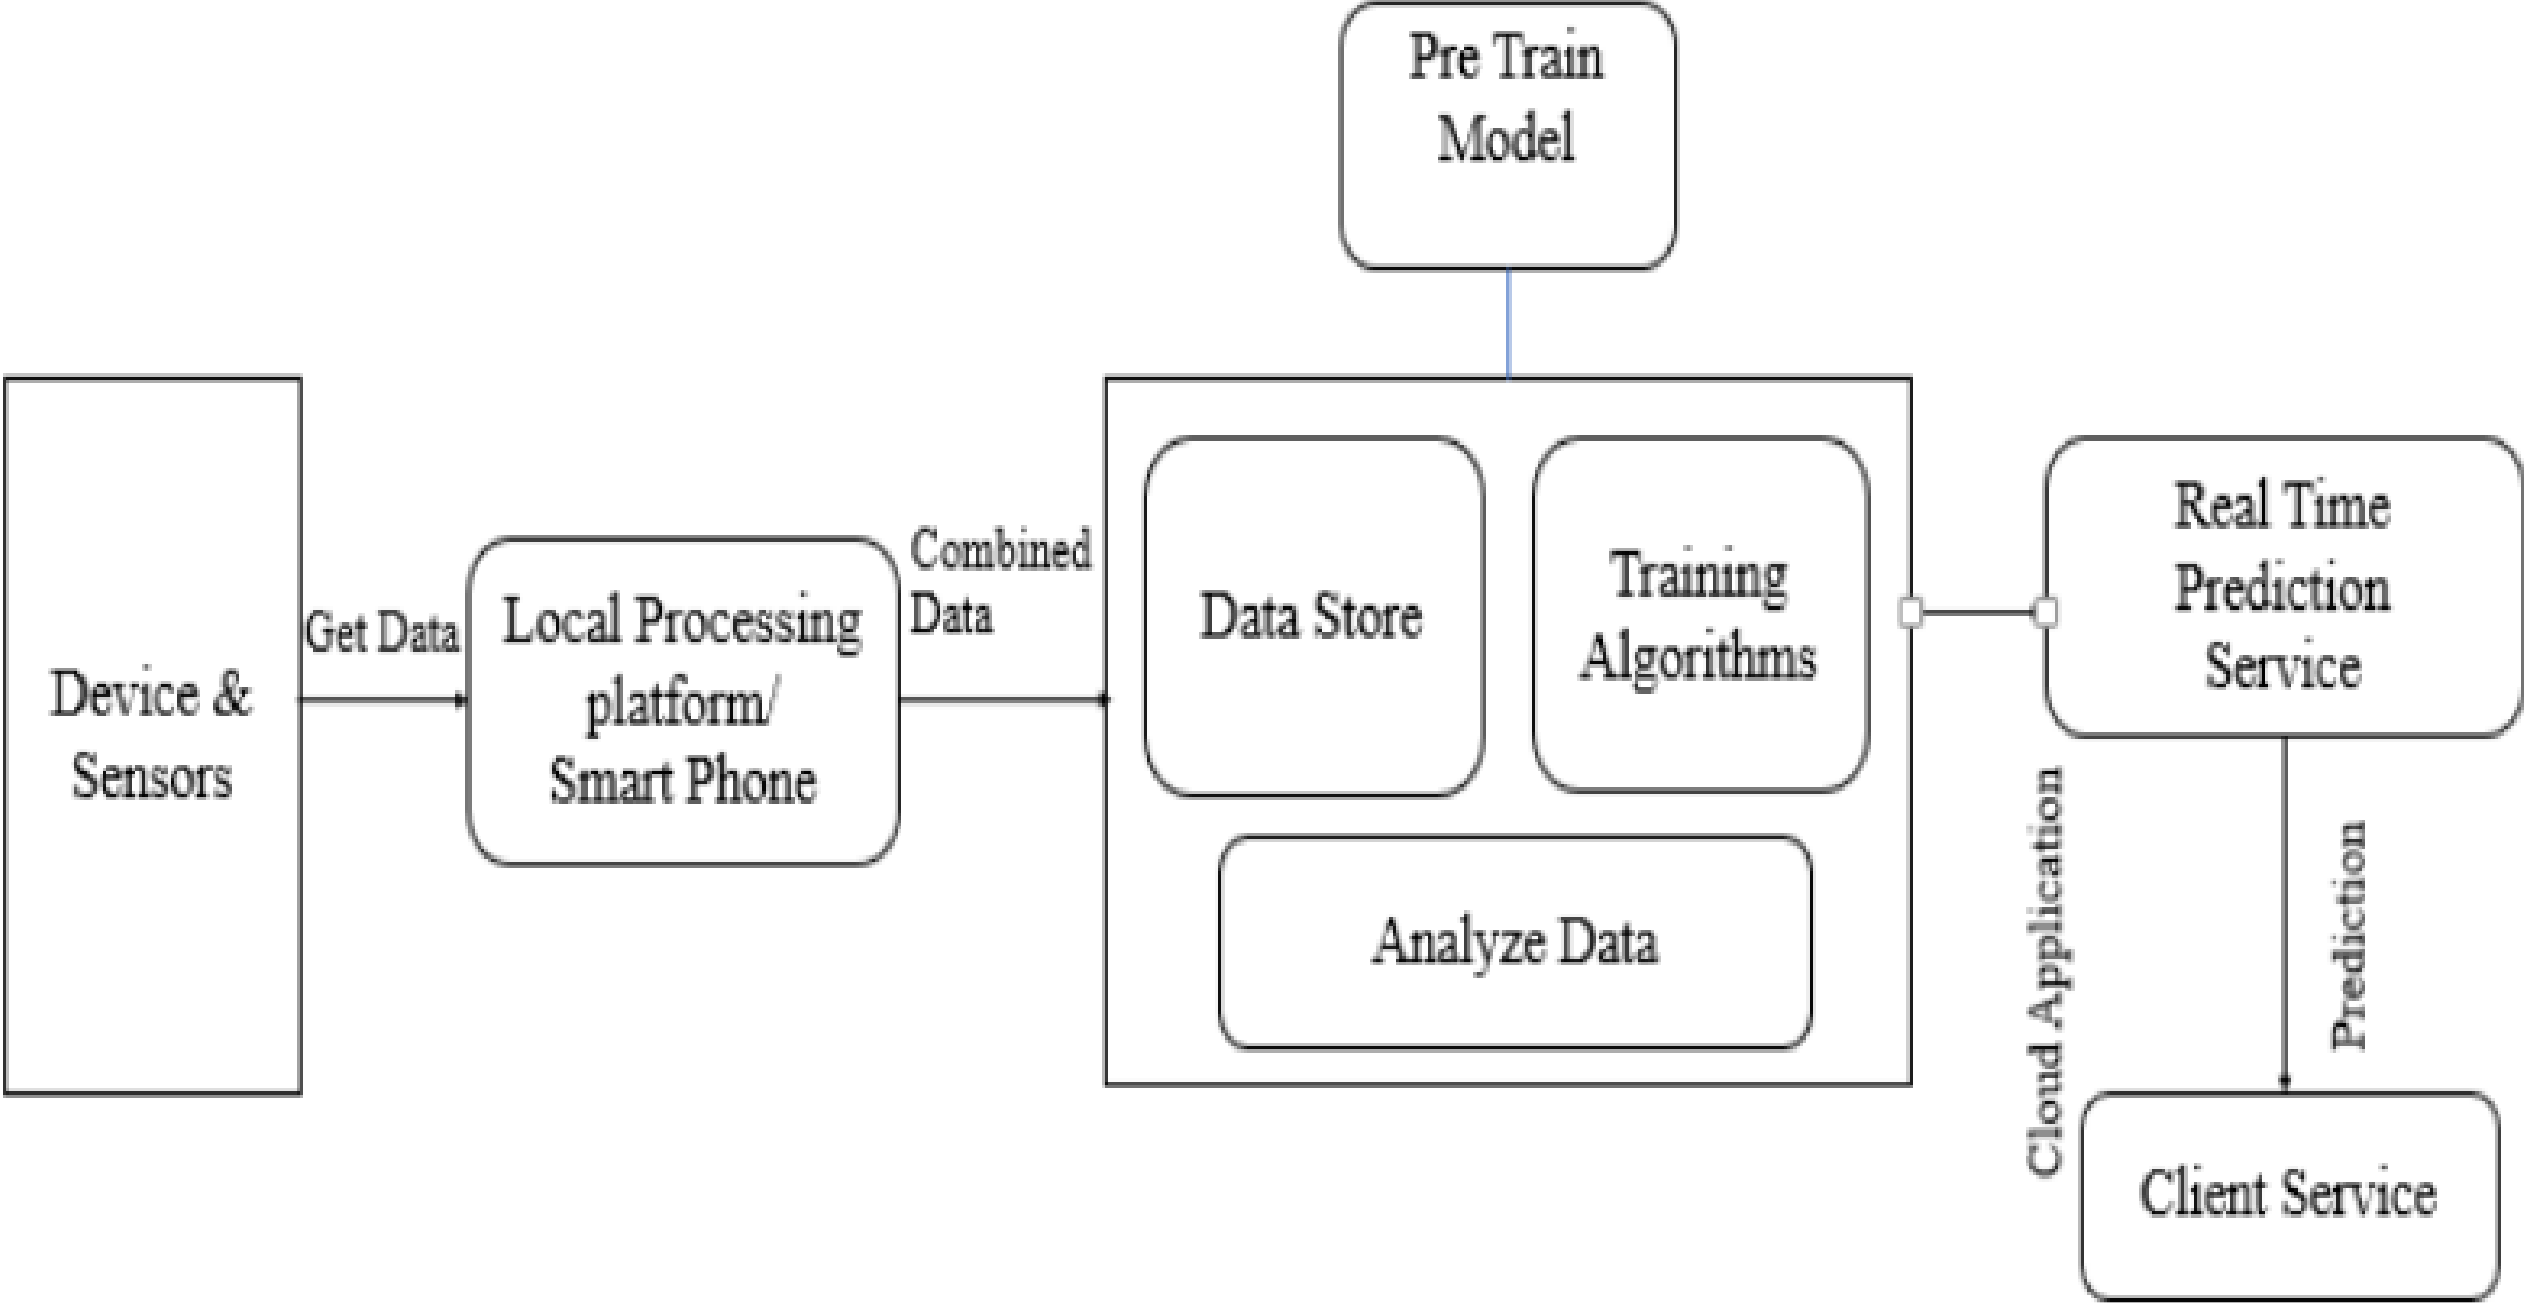 Pre Train
Model
Device &
Sensors
Get Data
Local Processing
platform/
Smart Phone
Combined
Data
Data Store
Training
Algorithms
Analyze Data
Real Time
Prediction
Service
Cloud Application
Prediction
Client Service